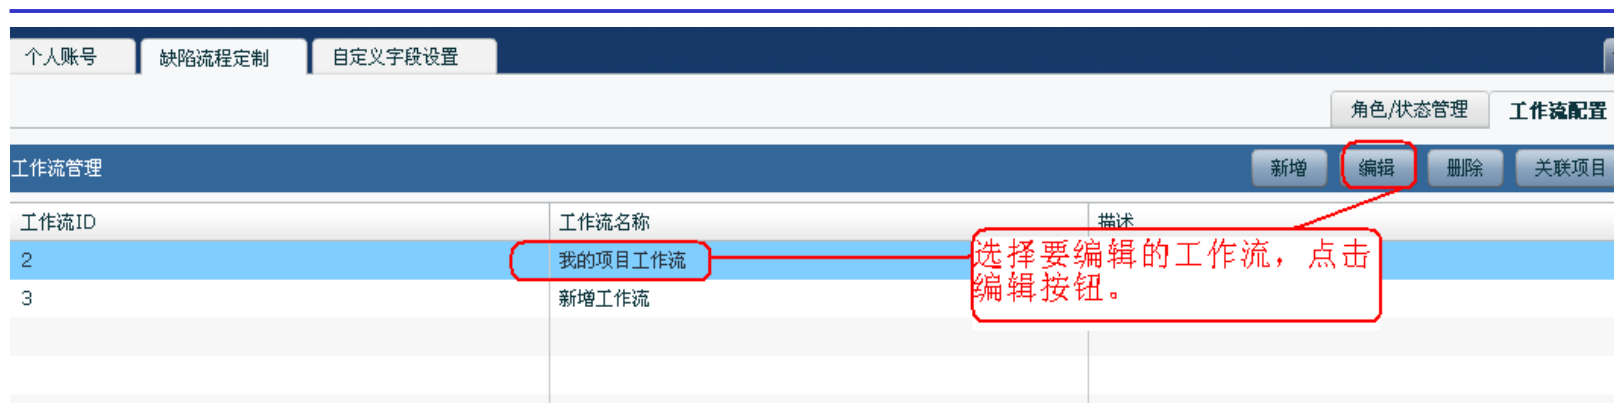 个人账号 缺陷流程定制 自定义字段设置
角色/状态管理 工作流配置
工作流管理 新增 编辑 删除 关联项目
工作流ID 工作流名称 描述
2 我的项目工作流
选择要编辑的工作流，点击
编辑按钮。
3 新增工作流